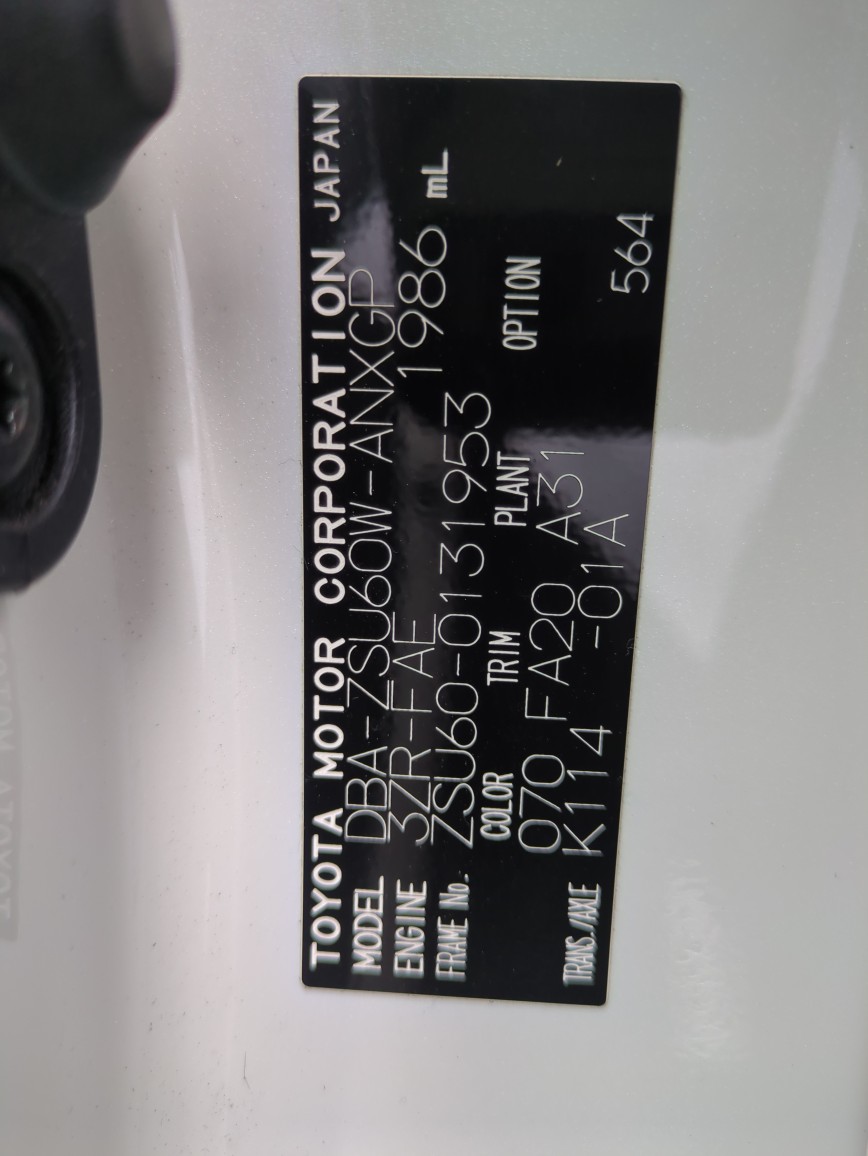 TOYOTA MOTOR CORPORATION JAPAN
MODEL DBA-ZSU60W-ANXGP
ENGINE 3ZR-FAE 1986 mL
FRAME No. ZSU60-0131953
COLOR TRIM PLANT OPTION
070 FA20 A31
TRANS./AXLE K114 -01A 564